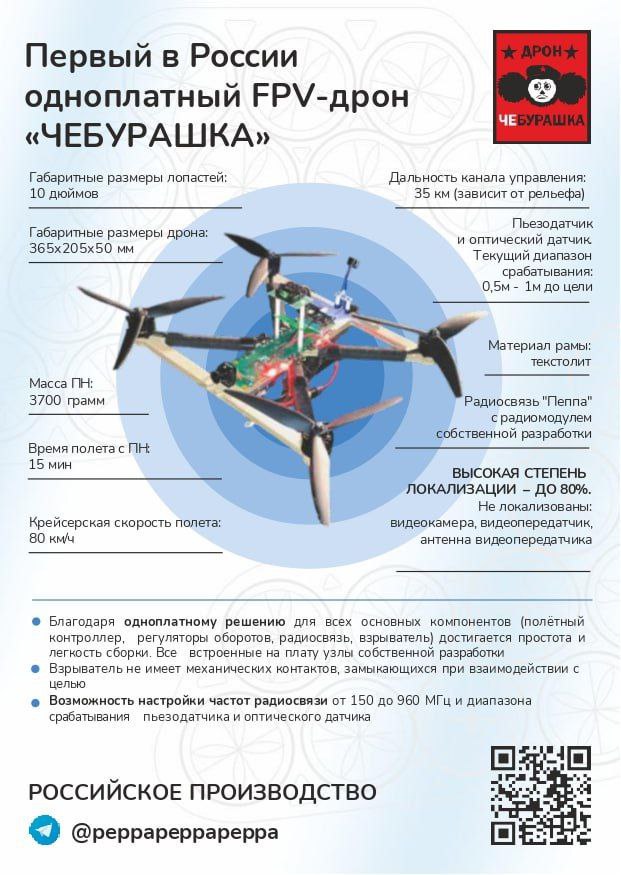 Первый в России
одноплатный FPV-дрон
«ЧЕБУРАШКА»
★ ДРОН ★
ЧЕБУРАШКА
Габаритные размеры лопастей:
10 дюймов
Габаритные размеры дрона:
365х205х50 мм
Масса ПН:
3700 грамм
Время полета с ПН:
15 мин
Крейсерская скорость полета:
80 км/ч
Дальность канала управления:
35 км (зависит от рельефа)
Пьезодатчик
и оптический датчик.
Текущий диапазон
срабатывания:
0,5м - 1м до цели
Материал рамы:
текстолит
Радиосвязь "Пеппа"
с радиомодулем
собственной разработки
ВЫСОКАЯ СТЕПЕНЬ
ЛОКАЛИЗАЦИИ – ДО 80%.
Не локализованы:
видеокамера, видеопередатчик,
антенна видеопередатчика
• Благодаря одноплатному решению для всех основных компонентов (полётный
контроллер, регуляторы оборотов, радиосвязь, взрыватель) достигается простота и
легкость сборки. Все встроенные на плату узлы собственной разработки
• Взрыватель не имеет механических контактов, замыкающихся при взаимодействии с
целью
• Возможность настройки частот радиосвязи от 150 до 960 МГц и диапазона
срабатывания пьезодатчика и оптического датчика
РОССИЙСКОЕ ПРОИЗВОДСТВО
@peppapeppapeppa